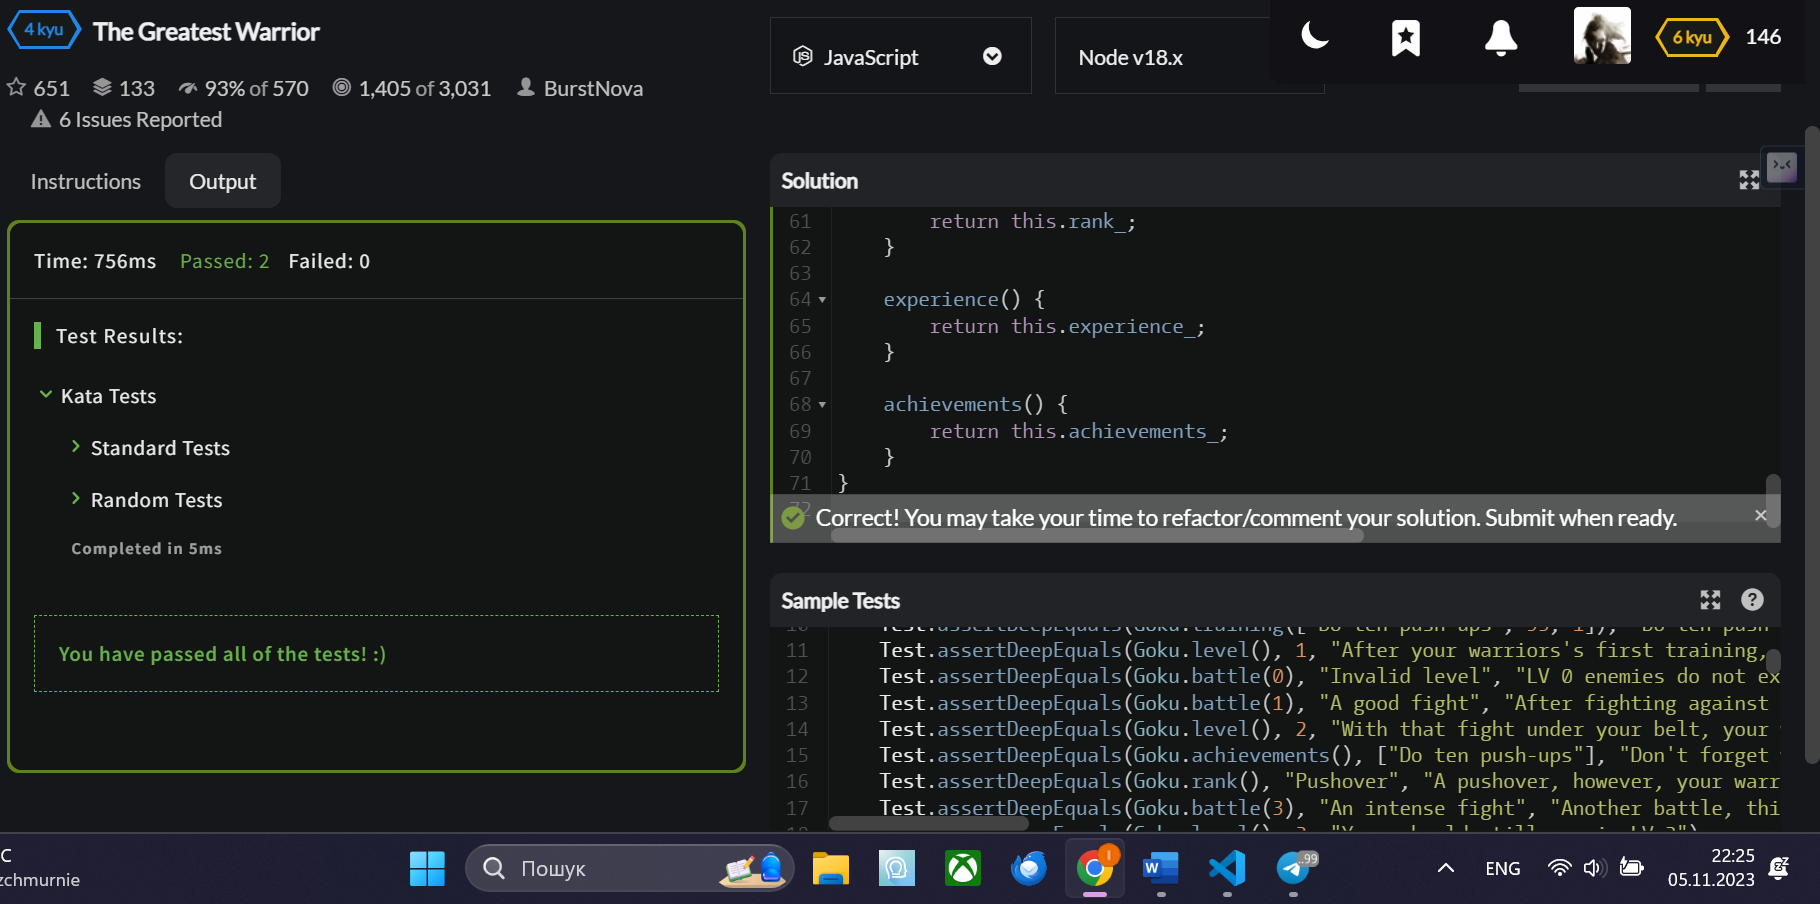 4 kyu The Greatest Warrior
651 133 93% of 570 1,405 of 3,031 BurstNova
6 Issues Reported
JavaScript
Node v18.x
6 kyu 146
Instructions Output
Time: 756ms Passed: 2 Failed: 0
Test Results:
Kata Tests
Standard Tests
Random Tests
Completed in 5ms
You have passed all of the tests! :)
Solution
61 return this.rank_;
62 }
63
64 experience() {
65 return this.experience_;
66 }
67
68 achievements() {
69 return this.achievements_;
70 }
71 }
72
Correct! You may take your time to refactor/comment your solution. Submit when ready.
Sample Tests
11 Test.assertDeepEquals(Goku.level(), 1, "After your warriors's first training,
12 Test.assertDeepEquals(Goku.battle(0), "Invalid level", "LV 0 enemies do not ex
13 Test.assertDeepEquals(Goku.battle(1), "A good fight", "After fighting against
14 Test.assertDeepEquals(Goku.level(), 2, "With that fight under your belt, your
15 Test.assertDeepEquals(Goku.achievements(), ["Do ten push-ups"], "Don't forget
16 Test.assertDeepEquals(Goku.rank(), "Pushover", "A pushover, however, your warr
17 Test.assertDeepEquals(Goku.battle(3), "An intense fight", "Another battle, thi
C
zchmurnie
Пошук
.99
ENG
22:25
05.11.2023